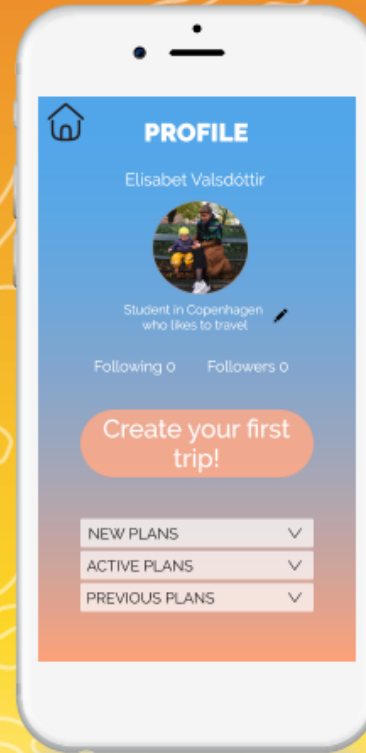 PROFILE
Elisabet Valsdóttir
Student in Copenhagen
who likes to travel
Following 0 Followers 0
Create your first
trip!
NEW PLANS
ACTIVE PLANS
PREVIOUS PLANS